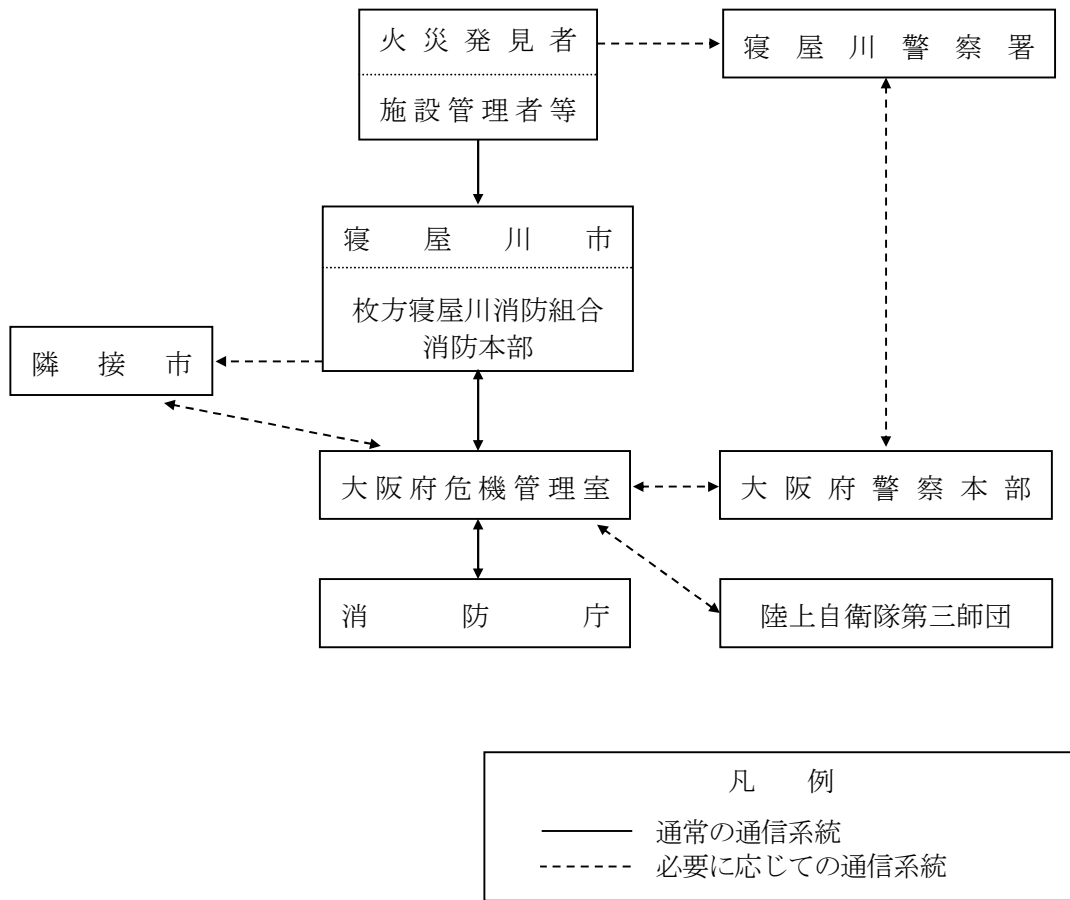 火災発見者
寝屋川警察署
施設管理者等
寝屋川市
枚方寝屋川消防組合
消防本部
隣接市
大阪府危機管理室
大阪府警察本部
消防庁
陸上自衛隊第三師団
凡例
通常の通信系統
必要に応じての通信系統